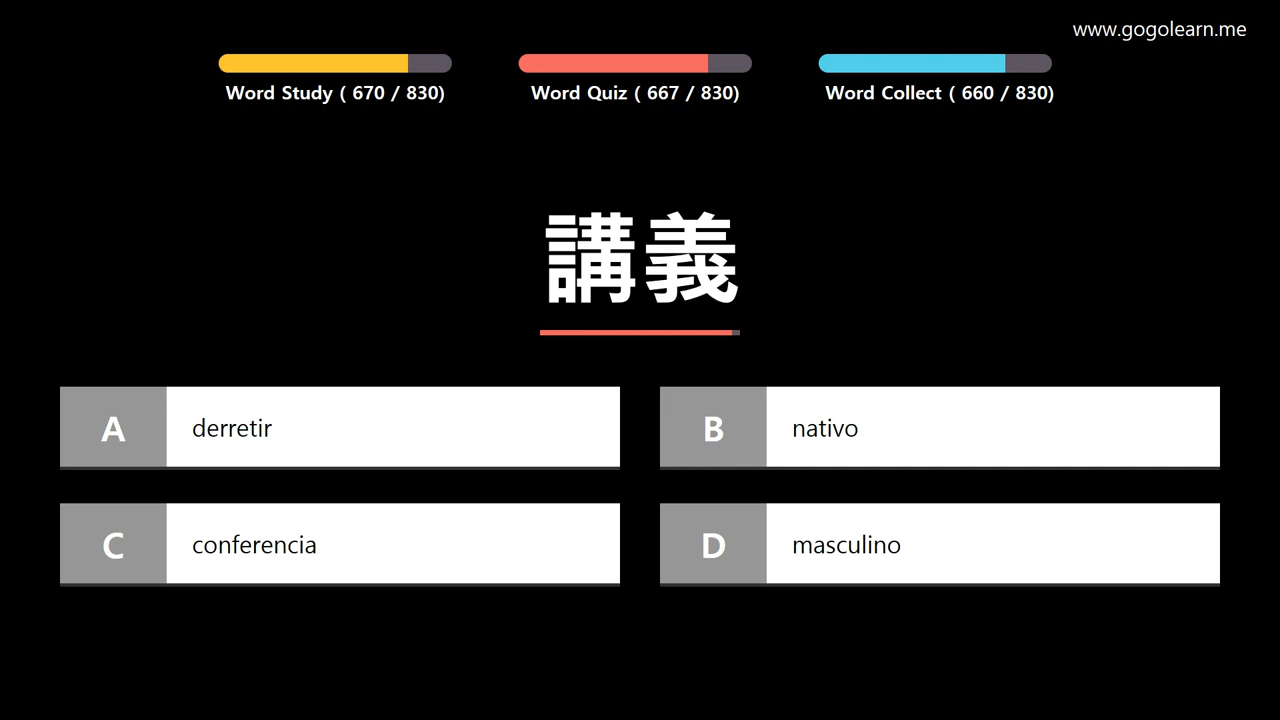 www.gogolearn.me
Word Study ( 670 / 830)
Word Quiz ( 667 / 830)
Word Collect ( 660 / 830)
講義
A derretir
B nativo
C conferencia
D masculino